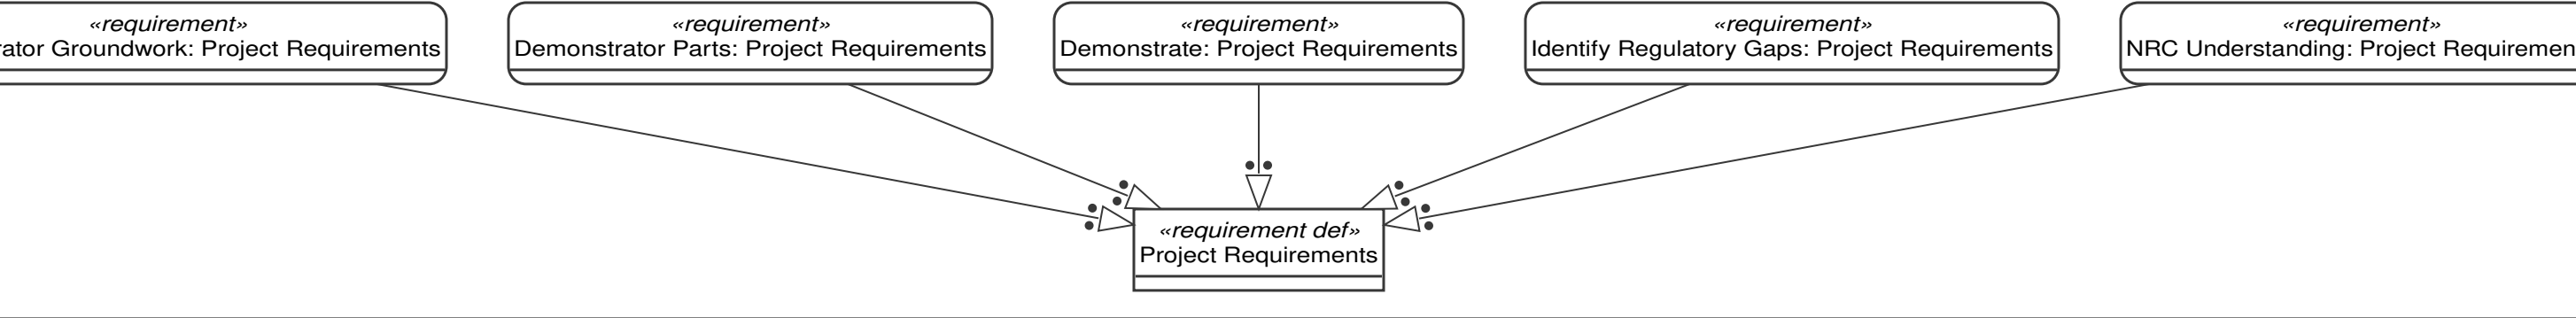 «requirement»
rator Groundwork: Project Requirements
«requirement»
Demonstrator Parts: Project Requirements
«requirement»
Demonstrate: Project Requirements
«requirement»
Identify Regulatory Gaps: Project Requirements
«requirement»
NRC Understanding: Project Requiremen
«requirement def»
Project Requirements